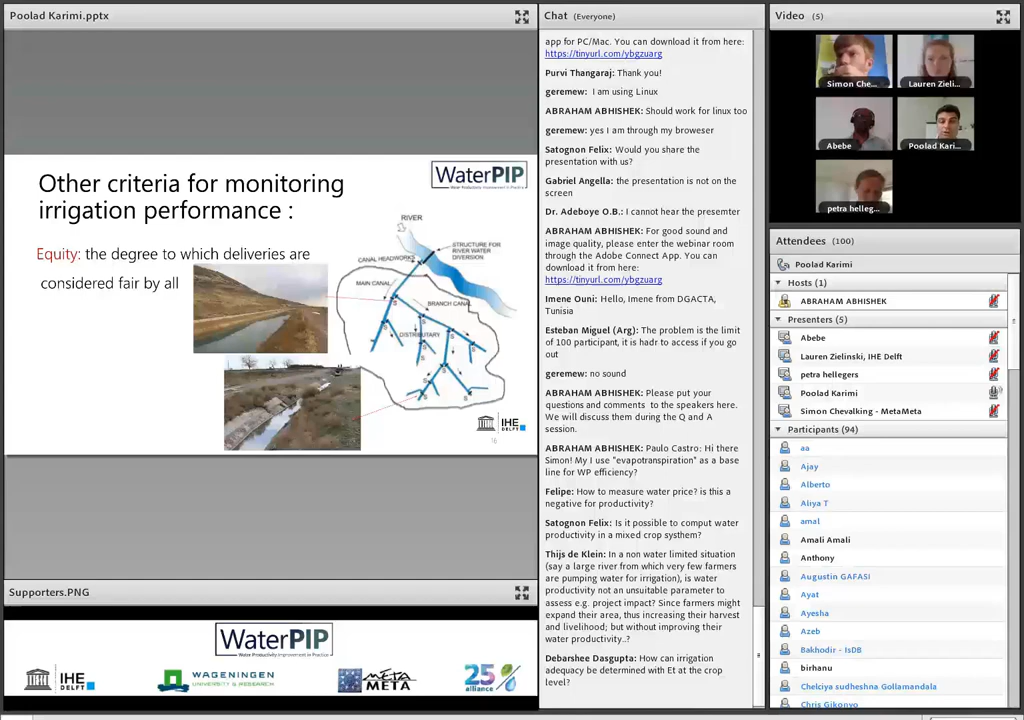 Poolad Karimi.pptx
Other criteria for monitoring
irrigation performance :
WaterPIP
Water Productivity Improvement in Practice
Equity: the degree to which deliveries are
considered fair by all
RIVER
STRUCTURE FOR
RIVER WATER
DIVERSION
CANAL HEADWORKS
MAIN CANAL
BRANCH CANAL
DISTRIBUTARY
IHE
DELFT
16
Supporters.PNG
WaterPIP
Water Productivity Improvement in Practice
IHE
DELFT
WAGENINGEN
UNIVERSITY & RESEARCH
META
META
25
alliance
Chat (Everyone)
app for PC/Mac. You can download it from here:
https://tinyurl.com/ybgzuarg
Purvi Thangaraj: Thank you!
geremew: I am using Linux
ABRAHAM ABHISHEK: Should work for linux too
geremew: yes I am through my broweser
Satognon Felix: Would you share the
presentation with us?
Gabriel Angella: the presentation is not on the
screen
Dr. Adeboye O.B.: I cannot hear the presemter
ABRAHAM ABHISHEK: For good sound and
image quality, please enter the webinar room
through the Adobe Connect App. You can
download it from here:
https://tinyurl.com/ybgzuarg
Imene Ouni: Hello, Imene from DGACTA,
Tunisia
Esteban Miguel (Arg): The problem is the limit
of 100 participant, it is hadr to access if you go
out
geremew: no sound
ABRAHAM ABHISHEK: Please put your
questions and comments to the speakers here.
We will discuss them during the Q and A
session.
ABRAHAM ABHISHEK: Paulo Castro: Hi there
Simon! My I use "evapotranspiration" as a base
line for WP efficiency?
Felipe: How to measure water price? is this a
negative for productivity?
Satognon Felix: Is it possible to comput water
productivity in a mixed crop systhem?
Thijs de Klein: In a non water limited situation
(say a large river from which very few farmers
are pumping water for irrigation), is water
productivity not an unsuitable parameter to
assess e.g. project impact? Since farmers might
expand their area, thus increasing their harvest
and livelihood; but without improving their
water productivity..?
Debarshee Dasgupta: How can irrigation
adequacy be determined with Et at the crop
level?
Video (5)
Simon Che...
Lauren Zieli...
Abebe
Poolad Kari...
petra helleg...
Attendees (100)
Poolad Karimi
Hosts (1)
ABRAHAM ABHISHEK
Presenters (5)
Abebe
Lauren Zielinski, IHE Delft
petra hellegers
Poolad Karimi
Simon Chevalking - MetaMeta
Participants (94)
aa
Ajay
Alberto
Aliya T
amal
Amali Amali
Anthony
Augustin GAFASI
Ayat
Ayesha
Azeb
Bakhodir - IsDB
birhanu
Chelciya sudheshna Gollamandala
Chris Gikonyo